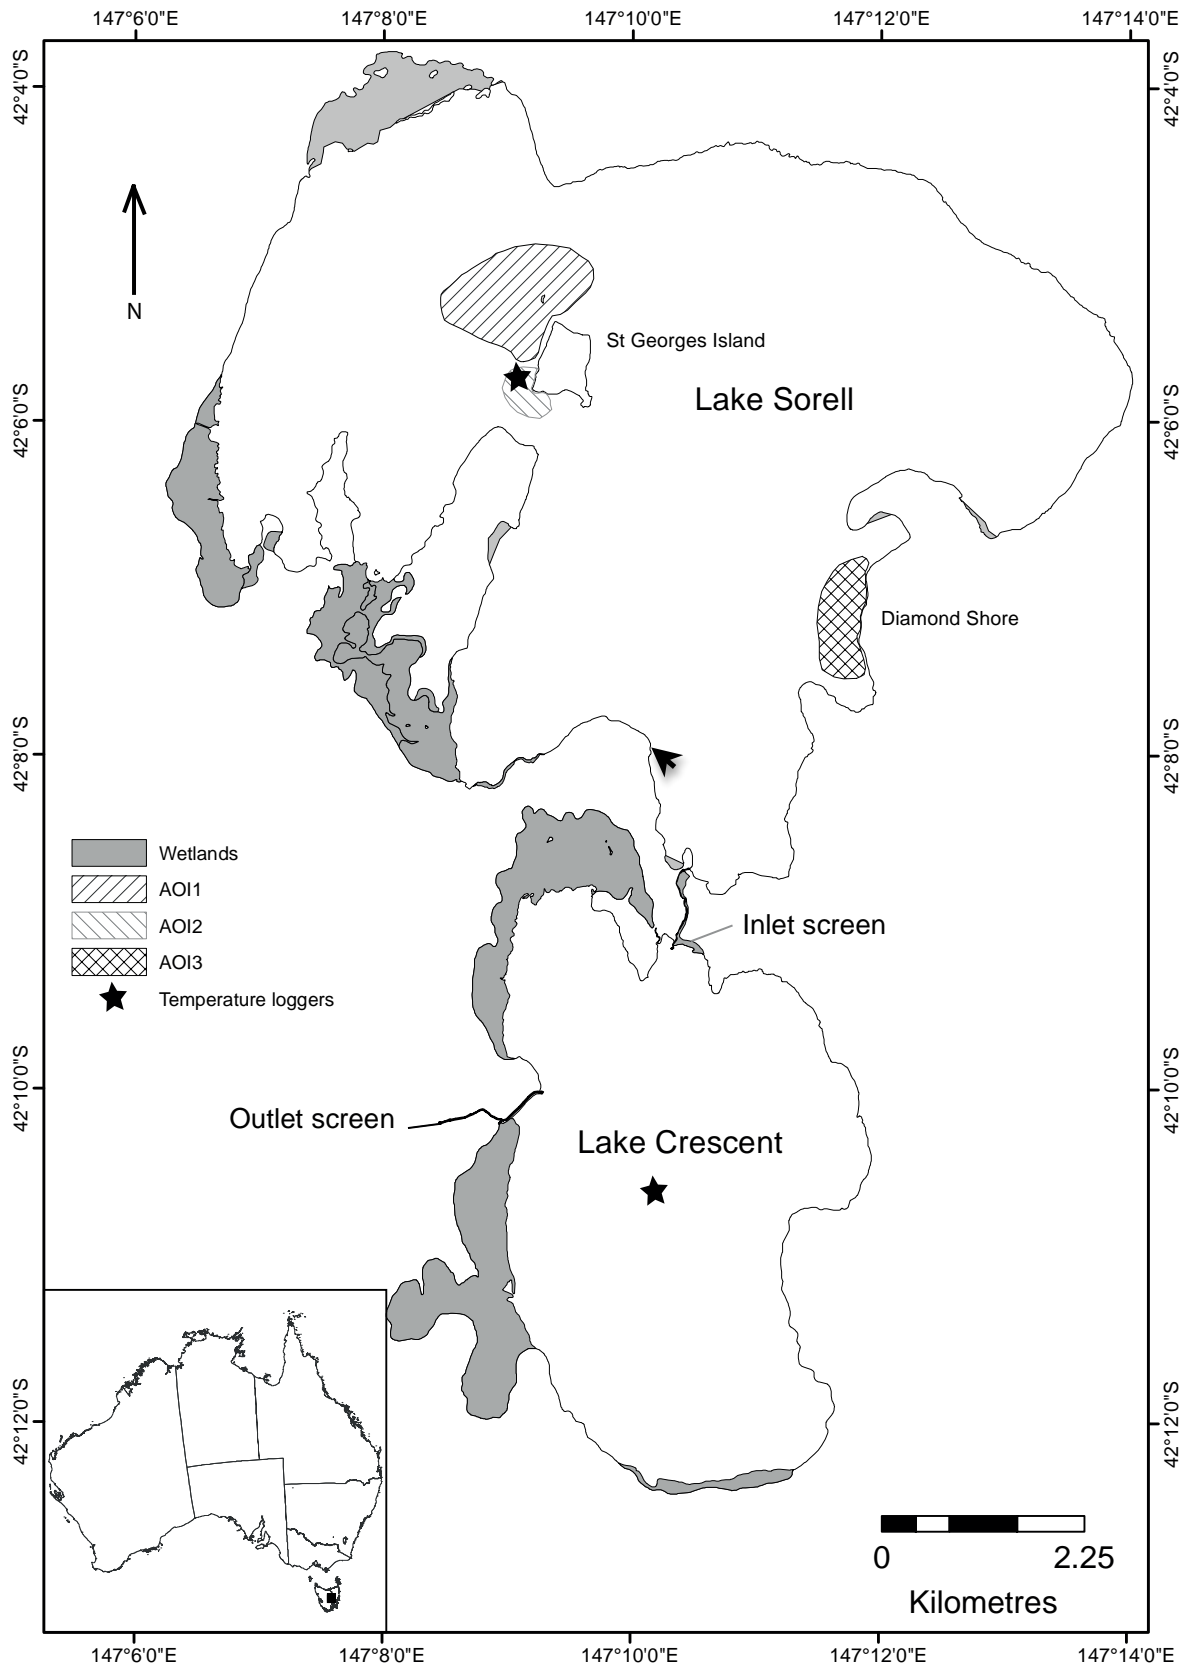 147°6'0"E
147°8'0"E
147°10'0"E
147°12'0"E
147°14'0"E
42°4'0"S
42°4'0"S
N
St Georges Island
Lake Sorell
42°6'0"S
42°6'0"S
Diamond Shore
42°8'0"S
42°8'0"S
Wetlands
AOI1
AOI2
AOI3
Temperature loggers
Inlet screen
42°10'0"S
42°10'0"S
Outlet screen
Lake Crescent
42°12'0"S
42°12'0"S
0
2.25
Kilometres
147°6'0"E
147°8'0"E
147°10'0"E
147°12'0"E
147°14'0"E